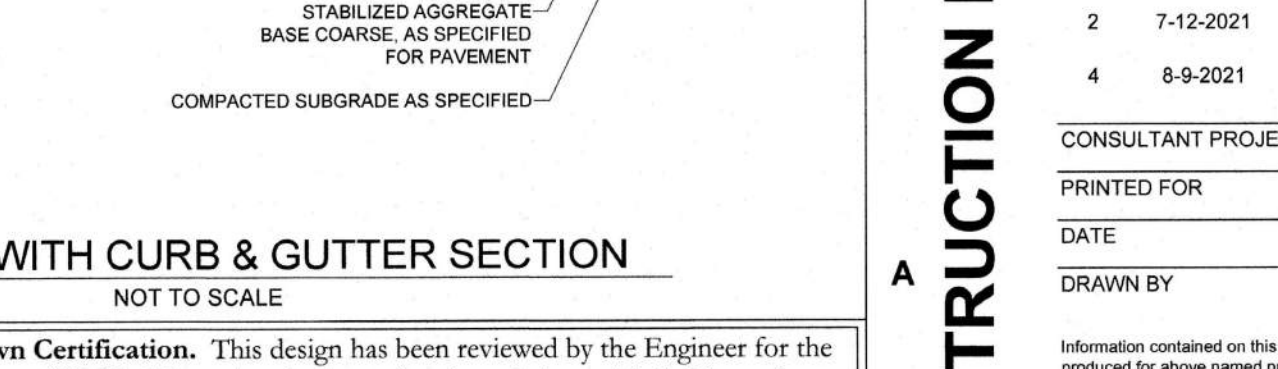 STABILIZED AGGREGATE
BASE COARSE, AS SPECIFIED
FOR PAVEMENT
COMPACTED SUBGRADE AS SPECIFIED
WITH CURB & GUTTER SECTION
NOT TO SCALE
wn Certification. This design has been reviewed by the Engineer for the
A
TRUCTION
2 7-12-2021
4 8-9-2021
CONSULTANT PROJE
PRINTED FOR
DATE
DRAWN BY
Information contained on this
produced for above named